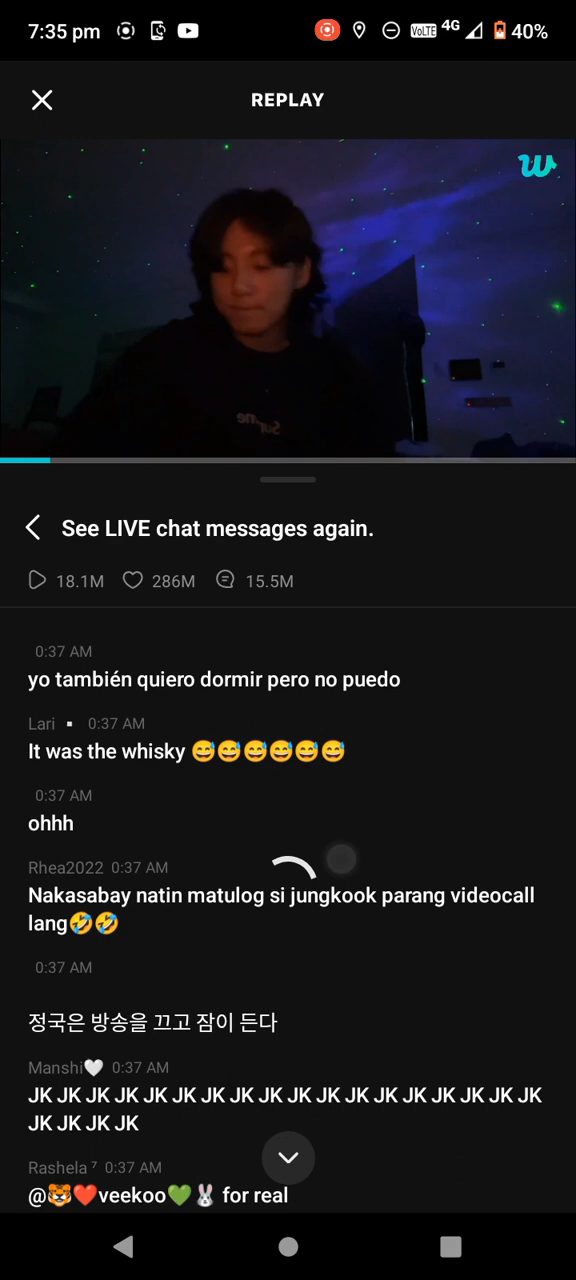 7:35 pm
VoLTE 4G 40%
REPLAY
See LIVE chat messages again.
18.1M 286M 15.5M
0:37 AM
yo también quiero dormir pero no puedo
Lari ▪ 0:37 AM
It was the whisky 😅😅😅😅😅😅
0:37 AM
ohhh
Rhea2022 0:37 AM
Nakasabay natin matulog si jungkook parang videocall
lang🤣🤣
0:37 AM
정국은 방송을 끄고 잠이 든다
Manshi🤍 0:37 AM
JK JK JK JK JK JK JK JK JK JK JK JK JK JK JK JK JK JK
JK JK JK JK
Rashela ⁷ 0:37 AM
@🐯❤️veekoo💚🐰 for real